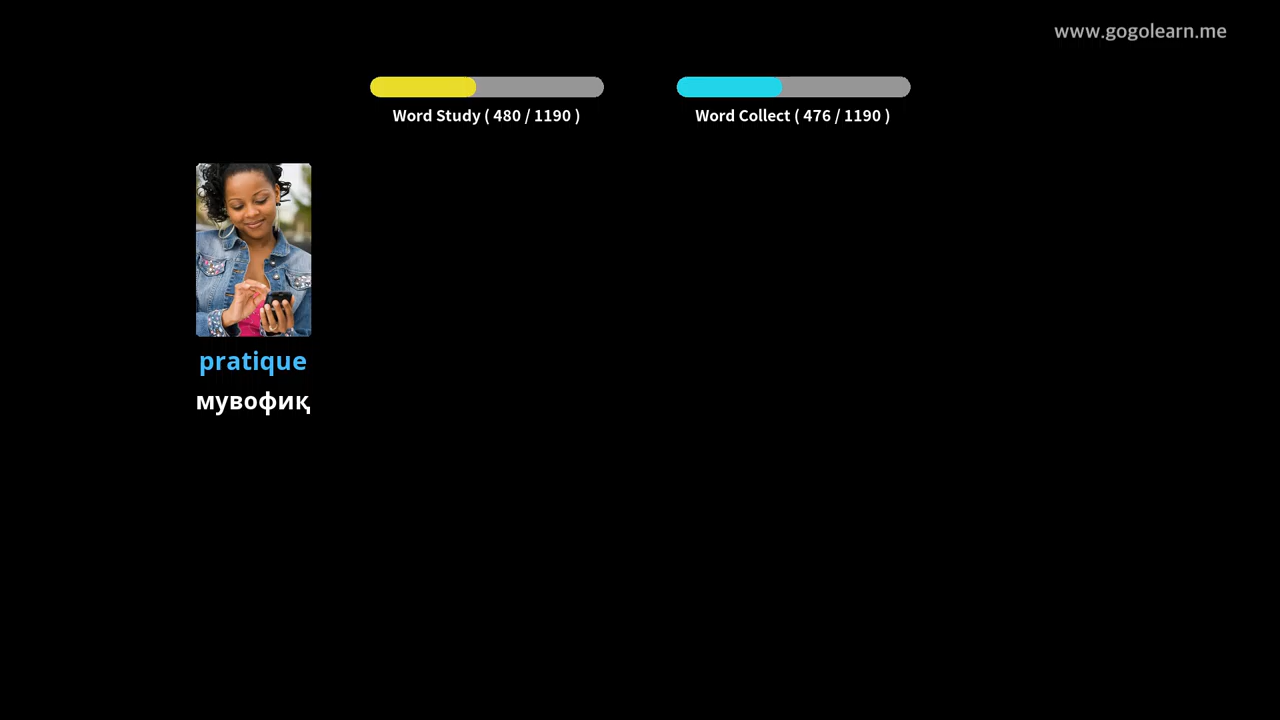 www.gogolearn.me
Word Study ( 480 / 1190 )
Word Collect ( 476 / 1190 )
pratique
мувофиқ